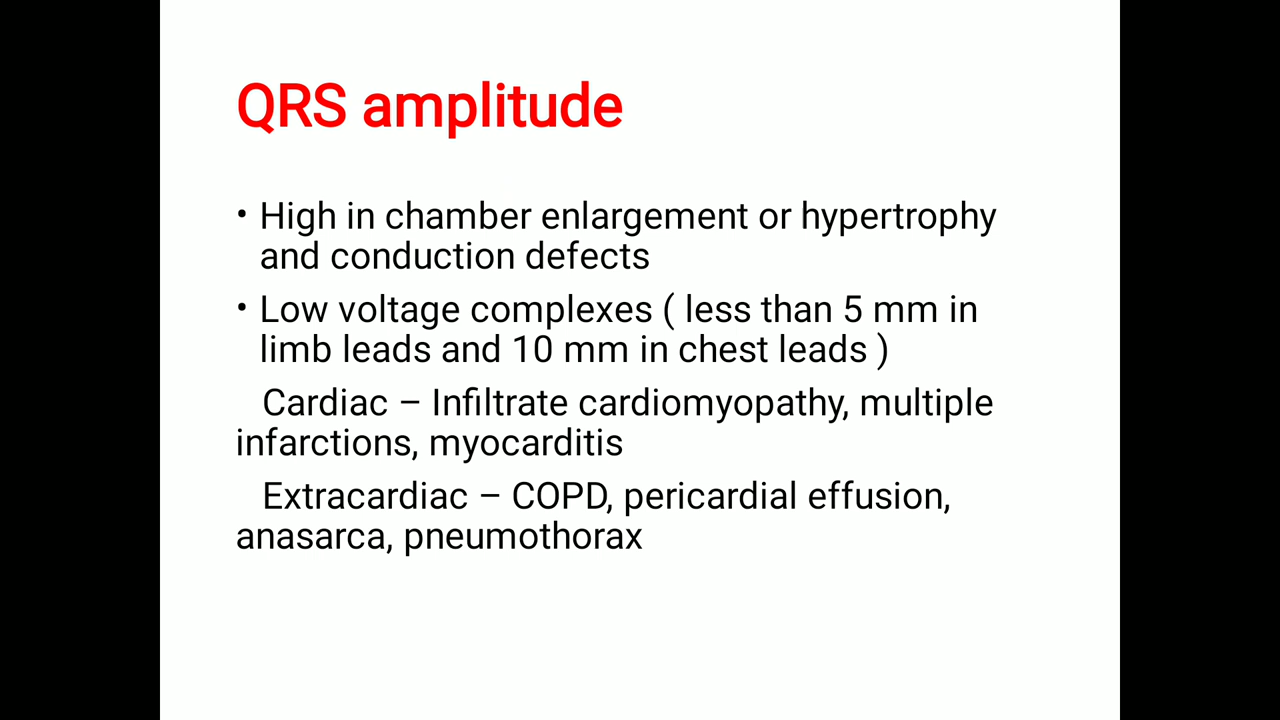 QRS amplitude
• High in chamber enlargement or hypertrophy
and conduction defects
• Low voltage complexes ( less than 5 mm in
limb leads and 10 mm in chest leads )
Cardiac – Infiltrate cardiomyopathy, multiple
infarctions, myocarditis
Extracardiac – COPD, pericardial effusion,
anasarca, pneumothorax